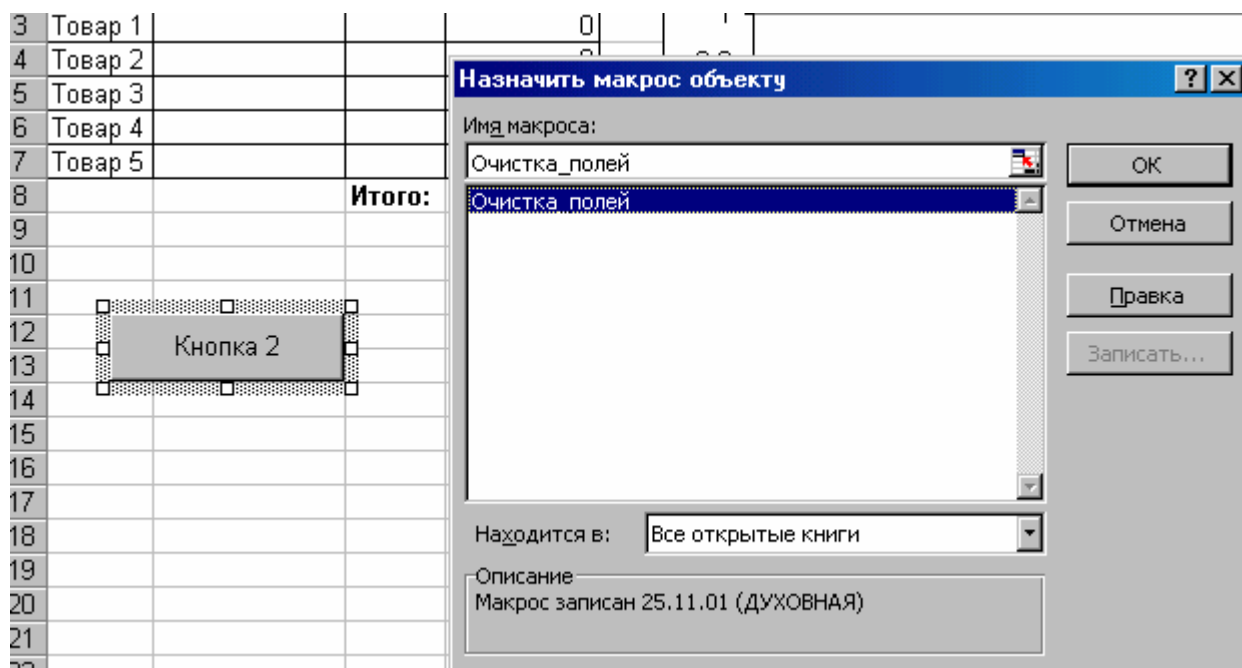 3 Товар 1 0
4 Товар 2
5 Товар 3
6 Товар 4
7 Товар 5
8 Итого:
9
10
11
12
13
14
15
16
17
18
19
20
21
Кнопка 2
Назначить макрос объекту
Имя макроса:
Очистка_полей
Очистка_полей
ОК
Отмена
Правка
Записать...
Находится в: Все открытые книги
Описание
Макрос записан 25.11.01 (ДУХОВНАЯ)